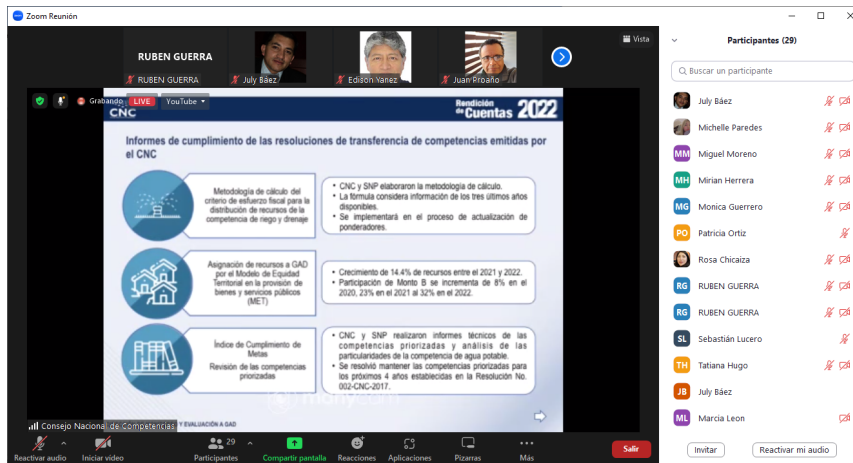 Zoom Reunión
RUBEN GUERRA
RUBEN GUERRA
July Báez
Edison Yanez
Juan Proaño
Vista
Grabando
LIVE
YouTube
CNC
Rendición
de Cuentas 2022
Informes de cumplimiento de las resoluciones de transferencia de competencias emitidas por
el CNC
Metodología de cálculo del
criterio de esfuerzo fiscal para la
distribución de recursos de la
competencia de riego y drenaje
• CNC y SNP elaboraron la metodología de cálculo.
• La fórmula considera información de los tres últimos años
disponibles.
• Se implementará en el proceso de actualización de
ponderadores.
Asignación de recursos a GAD
por el Modelo de Equidad
Territorial en la provisión de
bienes y servicios públicos
(MET)
• Crecimiento de 14.4% de recursos entre el 2021 y 2022.
• Participación de Monto B se incrementa de 8% en el
2020, 23% en el 2021 al 32% en el 2022.
Índice de Cumplimiento de
Metas
Revisión de las competencias
priorizadas
• CNC y SNP realizaron informes técnicos de las
competencias priorizadas y análisis de las
particularidades de la competencia de agua potable.
• Se resolvió mantener las competencias priorizadas para
los próximos 4 años establecidas en la Resolución No.
002-CNC-2017.
manycam
Consejo Nacional de Competencias
Y EVALUACIÓN A GAD
Reactivar audio
Iniciar video
29
Participantes
Compartir pantalla
Reacciones
Aplicaciones
Pizarras
Más
Salir
Participantes (29)
Buscar un participante
July Báez
Michelle Paredes
MM Miguel Moreno
MH Mirian Herrera
MG Monica Guerrero
PO Patricia Ortiz
Rosa Chicaiza
RG RUBEN GUERRA
RG RUBEN GUERRA
SL Sebastián Lucero
TH Tatiana Hugo
JB July Báez
ML Marcia Leon
Invitar
Reactivar mi audio